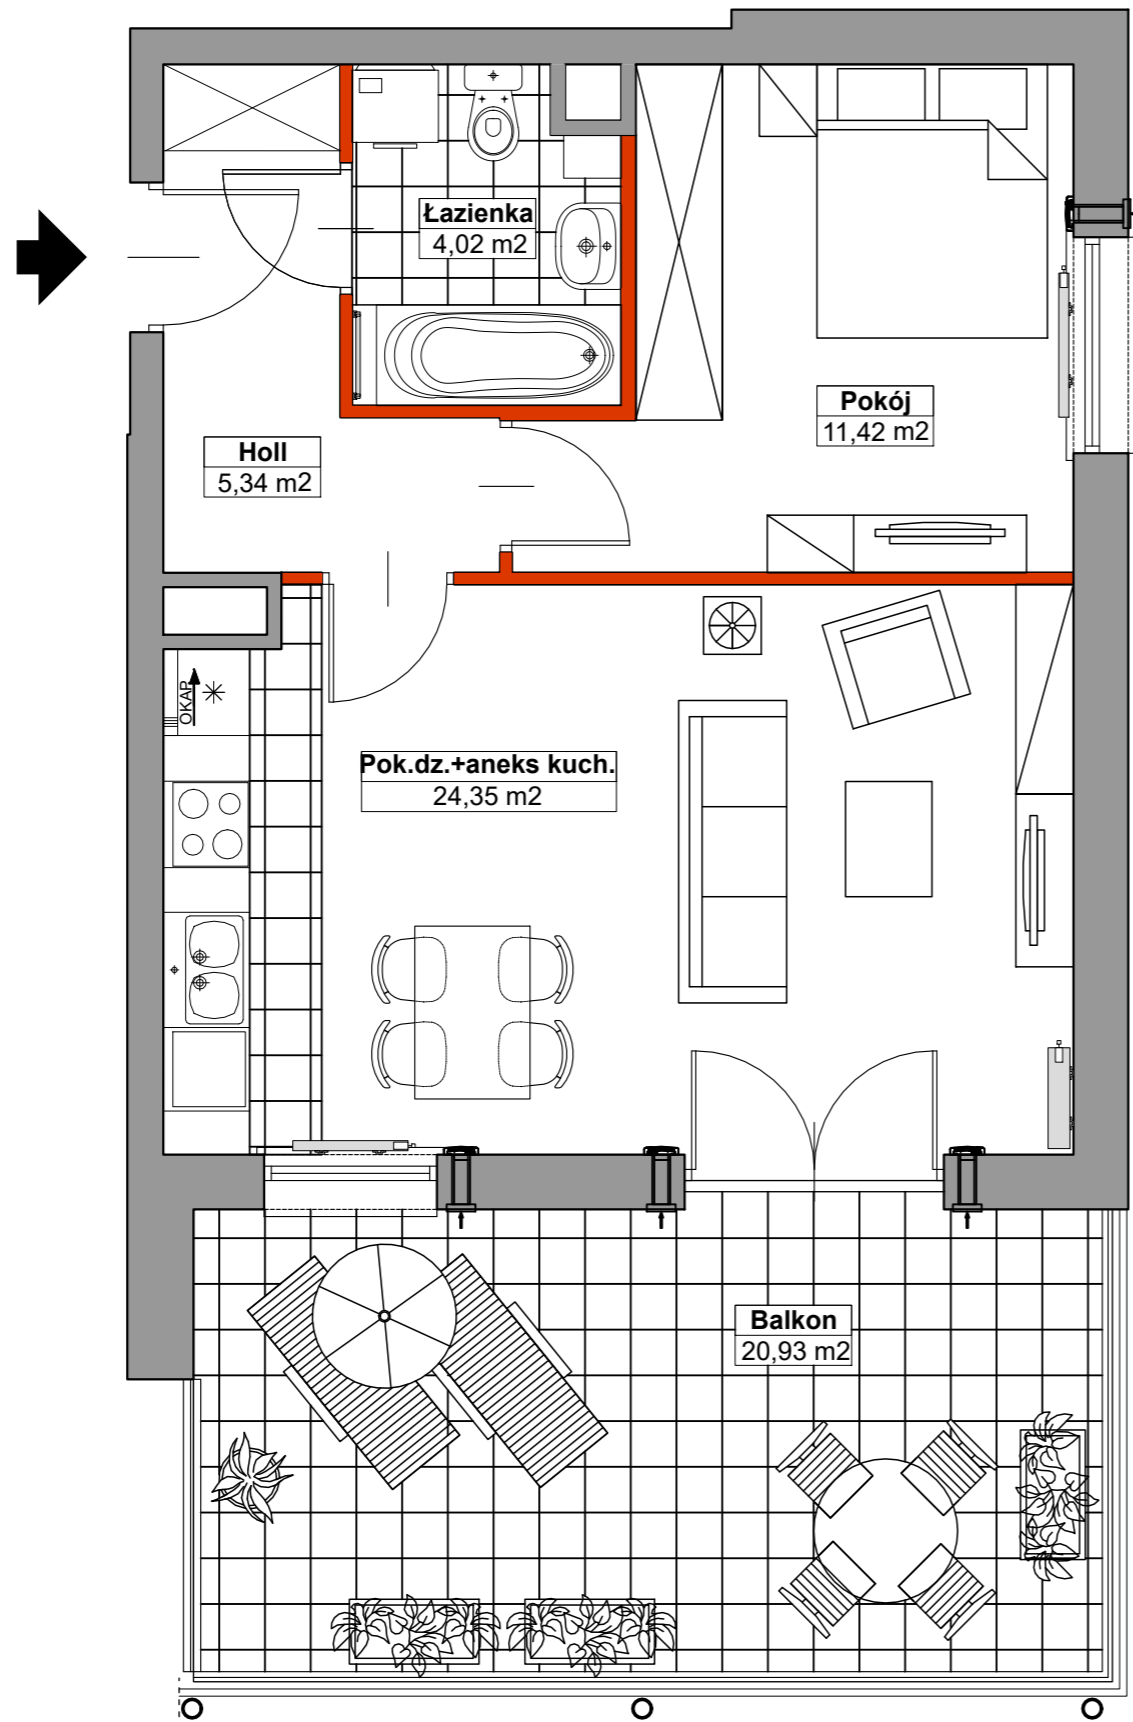 Łazienka
4,02 m2
Pokój
11,42 m2
Holl
5,34 m2
OKAP
Pok.dz.+aneks kuch.
24,35 m2
Balkon
20,93 m2